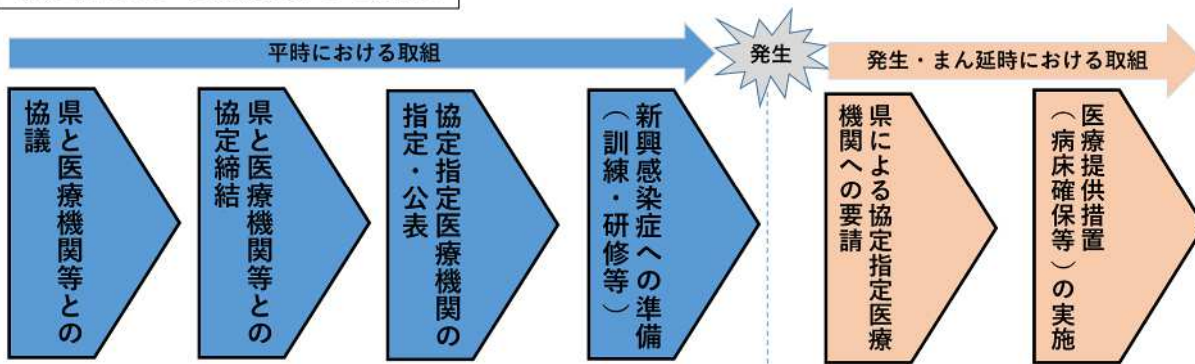 平時における取組
発生
発生・まん延時における取組
県と医療機関等との
協議
県と医療機関等との
協定締結
協定指定医療機関の
指定・公表
新興感染症への準備
（訓練・研修等）
県による協定指定医療
機関への要請
医療提供措置
（病床確保等）の実施